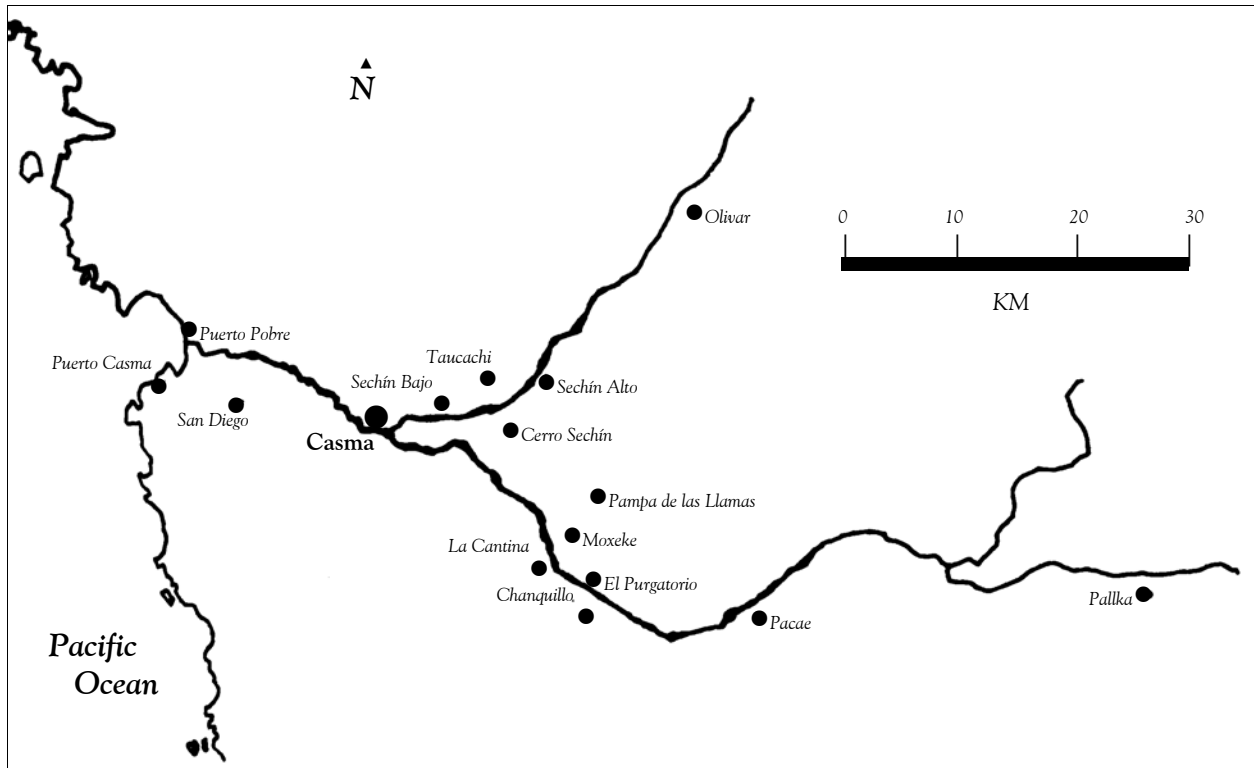 N
Olivar
0 10 20 30
KM
Puerto Pobre
Puerto Casma
San Diego
Taucachi
Sechín Bajo
Sechín Alto
Casma
Cerro Sechín
Pampa de las Llamas
Moxeke
La Cantina
El Purgatorio
Chanquillo
Pacae
Pallka
Pacific
Ocean